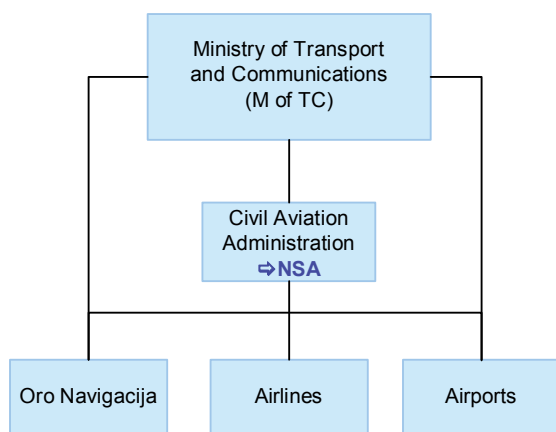 Ministry of Transport
and Communications
(M of TC)
Civil Aviation
Administration
⇨NSA
Oro Navigacija
Airlines
Airports